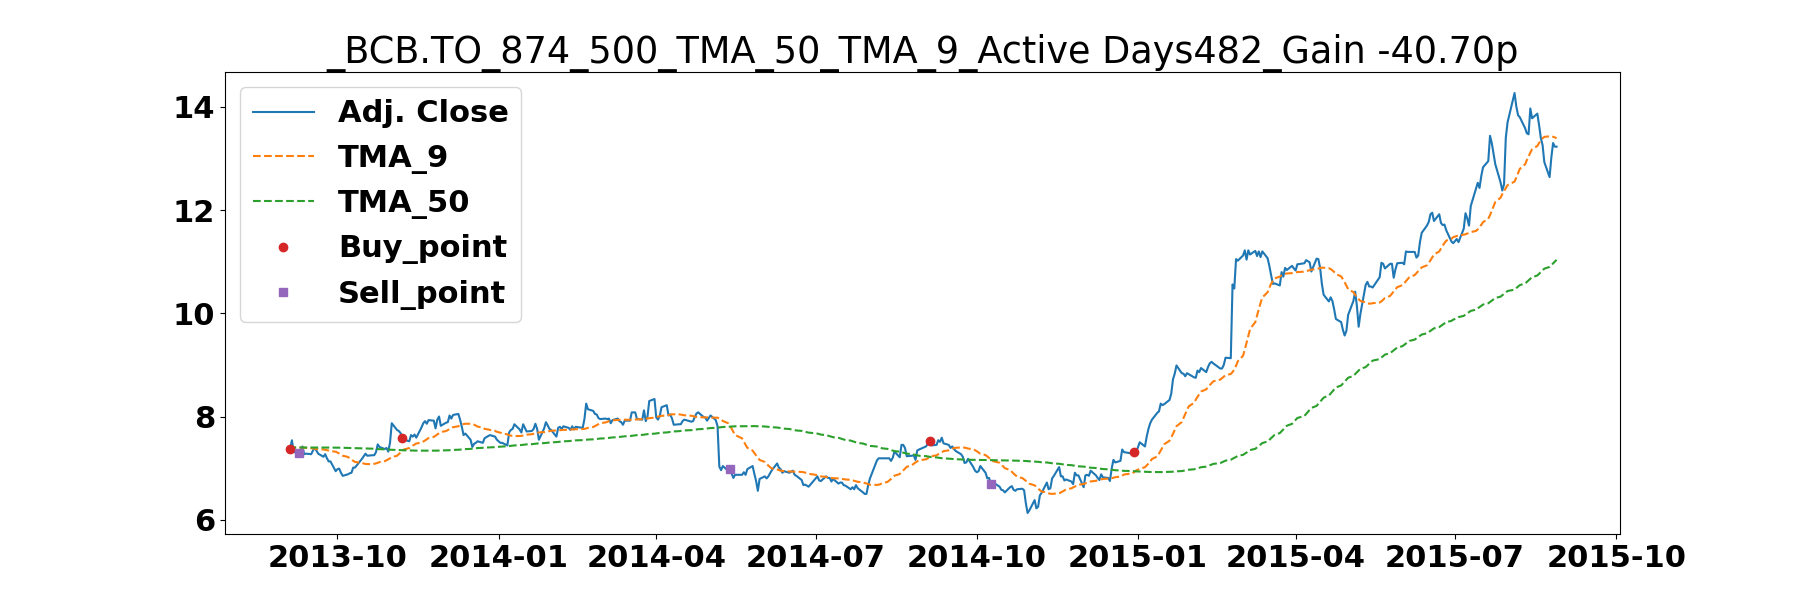 _BCB.TO_874_500_TMA_50_TMA_9_Active Days482_Gain -40.70p
Adj. Close
TMA_9
TMA_50
Buy_point
Sell_point
14
12
10
8
6
2013-10 2014-01 2014-04 2014-07 2014-10 2015-01 2015-04 2015-07 2015-10